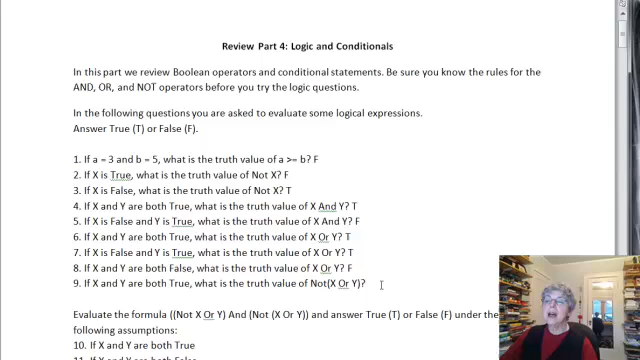 Review Part 4: Logic and Conditionals
In this part we review Boolean operators and conditional statements. Be sure you know the rules for the
AND, OR, and NOT operators before you try the logic questions.
In the following questions you are asked to evaluate some logical expressions.
Answer True (T) or False (F).
1. If a = 3 and b = 5, what is the truth value of a >= b? F
2. If X is True, what is the truth value of Not X? F
3. If X is False, what is the truth value of Not X? T
4. If X and Y are both True, what is the truth value of X And Y? T
5. If X is False and Y is True, what is the truth value of X And Y? F
6. If X and Y are both True, what is the truth value of X Or Y? T
7. If X is False and Y is True, what is the truth value of X Or Y? T
8. If X and Y are both False, what is the truth value of X Or Y? F
9. If X and Y are both True, what is the truth value of Not(X Or Y)?
Evaluate the formula ((Not X Or Y) And (Not (X Or Y)) and answer True (T) or False (F) under the
following assumptions:
10. If X and Y are both True
11. If X and Y are both False